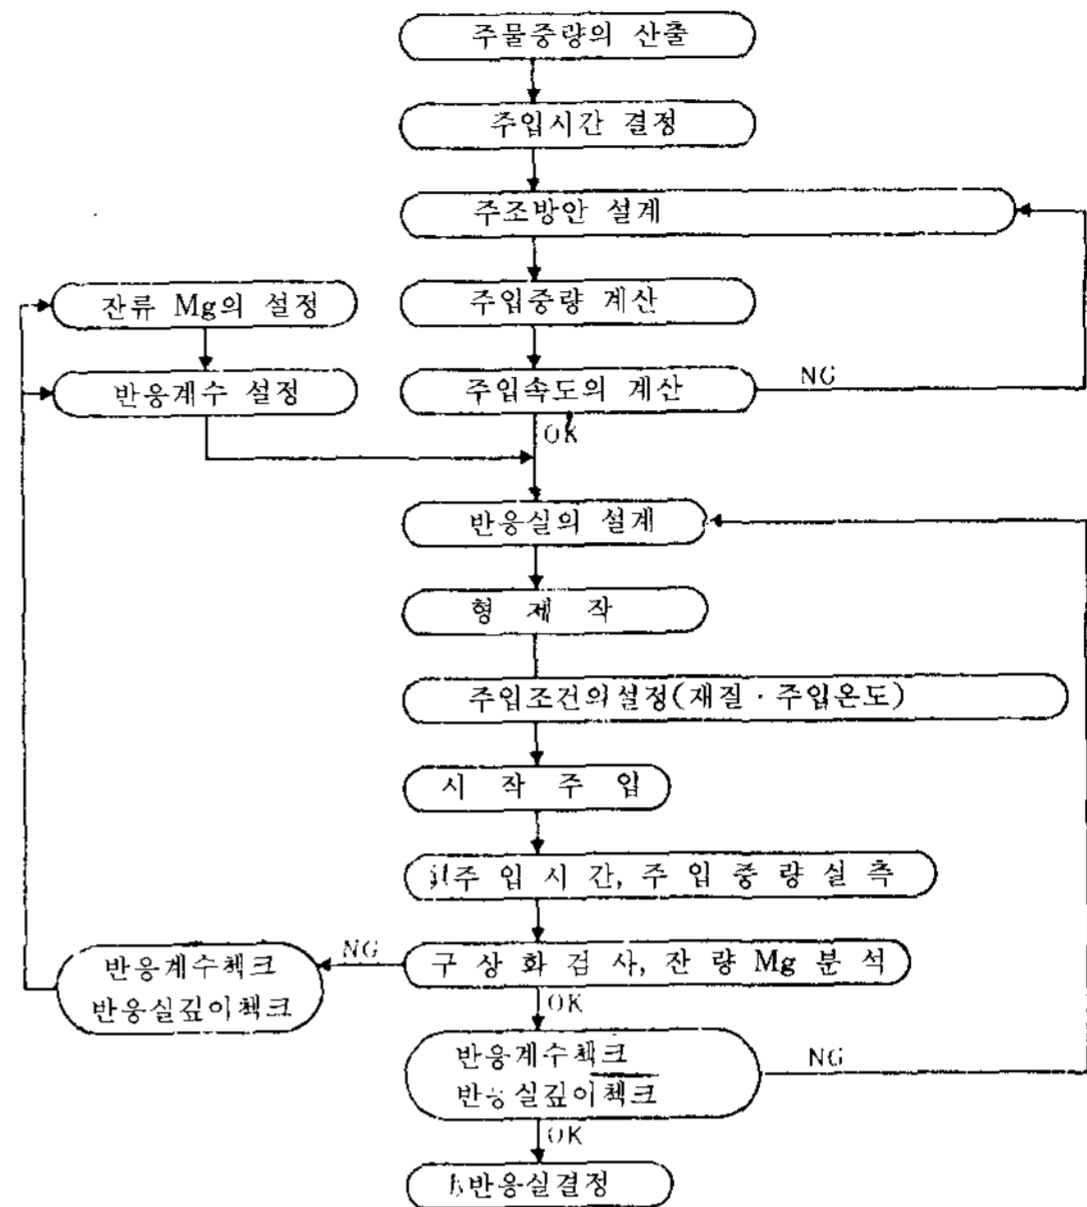 주물중량의 산출
주입시간 결정
주조방안 설계
잔류 Mg의 설정
주입중량 계산
반응계수 설정
주입속도의 계산
NG
OK
반응실의 설계
형 제 작
주입조건의설정(재질·주입온도)
시 작 주 입
주 입 시 간, 주 입 중 량 실 측
NG
구 상 화 검 사, 잔 량 Mg 분 석
반응계수첵크
반응실깊이첵크
OK
반응계수첵크
반응실깊이첵크
NG
OK
반응실결정